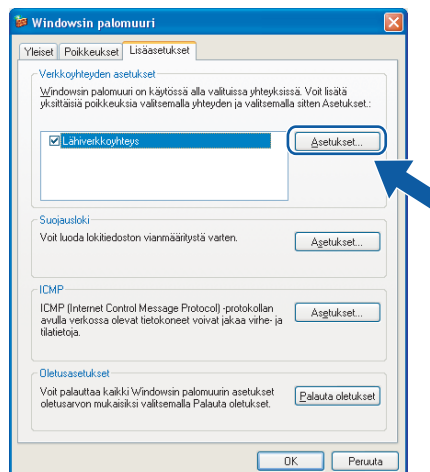 Windowsin palomuuri
Yleiset Poikkeukset Lisäasetukset
Verkkoyhteyden asetukset
Windowsin palomuuri on käytössä alla valituissa yhteyksissä. Voit lisätä
yksittäisiä poikkeuksia valitsemalla yhteyden ja valitsemalla sitten Asetukset.:
Lähiverkkoyhteys
Asetukset...
Suojausloki
Voit luoda lokitiedoston vianmääritystä varten.
Asetukset...
ICMP
ICMP (Internet Control Message Protocol) -protokollan
avulla verkossa olevat tietokoneet voivat jakaa virhe- ja
tilatietoja.
Asetukset...
Oletusasetukset
Voit palauttaa kaikki Windowsin palomuurin asetukset
oletusarvon mukaisiksi valitsemalla Palauta oletukset.
Palauta oletukset
OK Peruuta